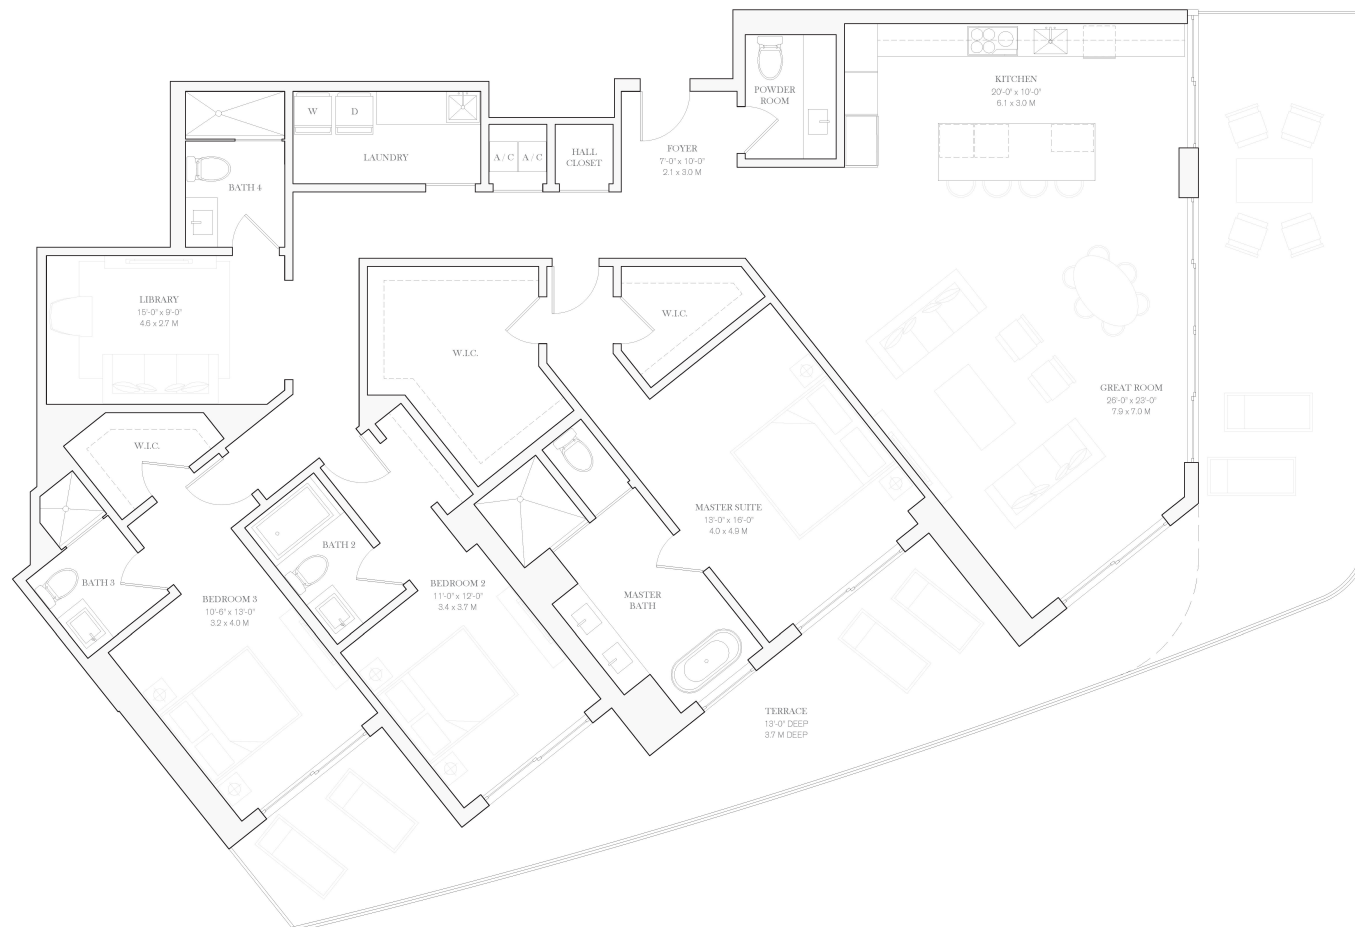 KITCHEN
20'-0" x 10'-0"
6.1 x 3.0 M
POWDER
ROOM
W
D
LAUNDRY
A / C
A / C
HALL
CLOSET
FOYER
7'-0" x 10'-0"
2.1 x 3.0 M
BATH 4
LIBRARY
15'-0" x 9'-0"
4.6 x 2.7 M
W.I.C.
W.I.C.
GREAT ROOM
26'-0" x 23'-0"
7.9 x 7.0 M
W.I.C.
MASTER SUITE
13'-0" x 16'-0"
4.0 x 4.9 M
BATH 2
BATH 3
BEDROOM 2
11'-0" x 12'-0"
3.4 x 3.7 M
BEDROOM 3
10'-6" x 13'-0"
3.2 x 4.0 M
MASTER
BATH
TERRACE
13'-0" DEEP
3.7 M DEEP